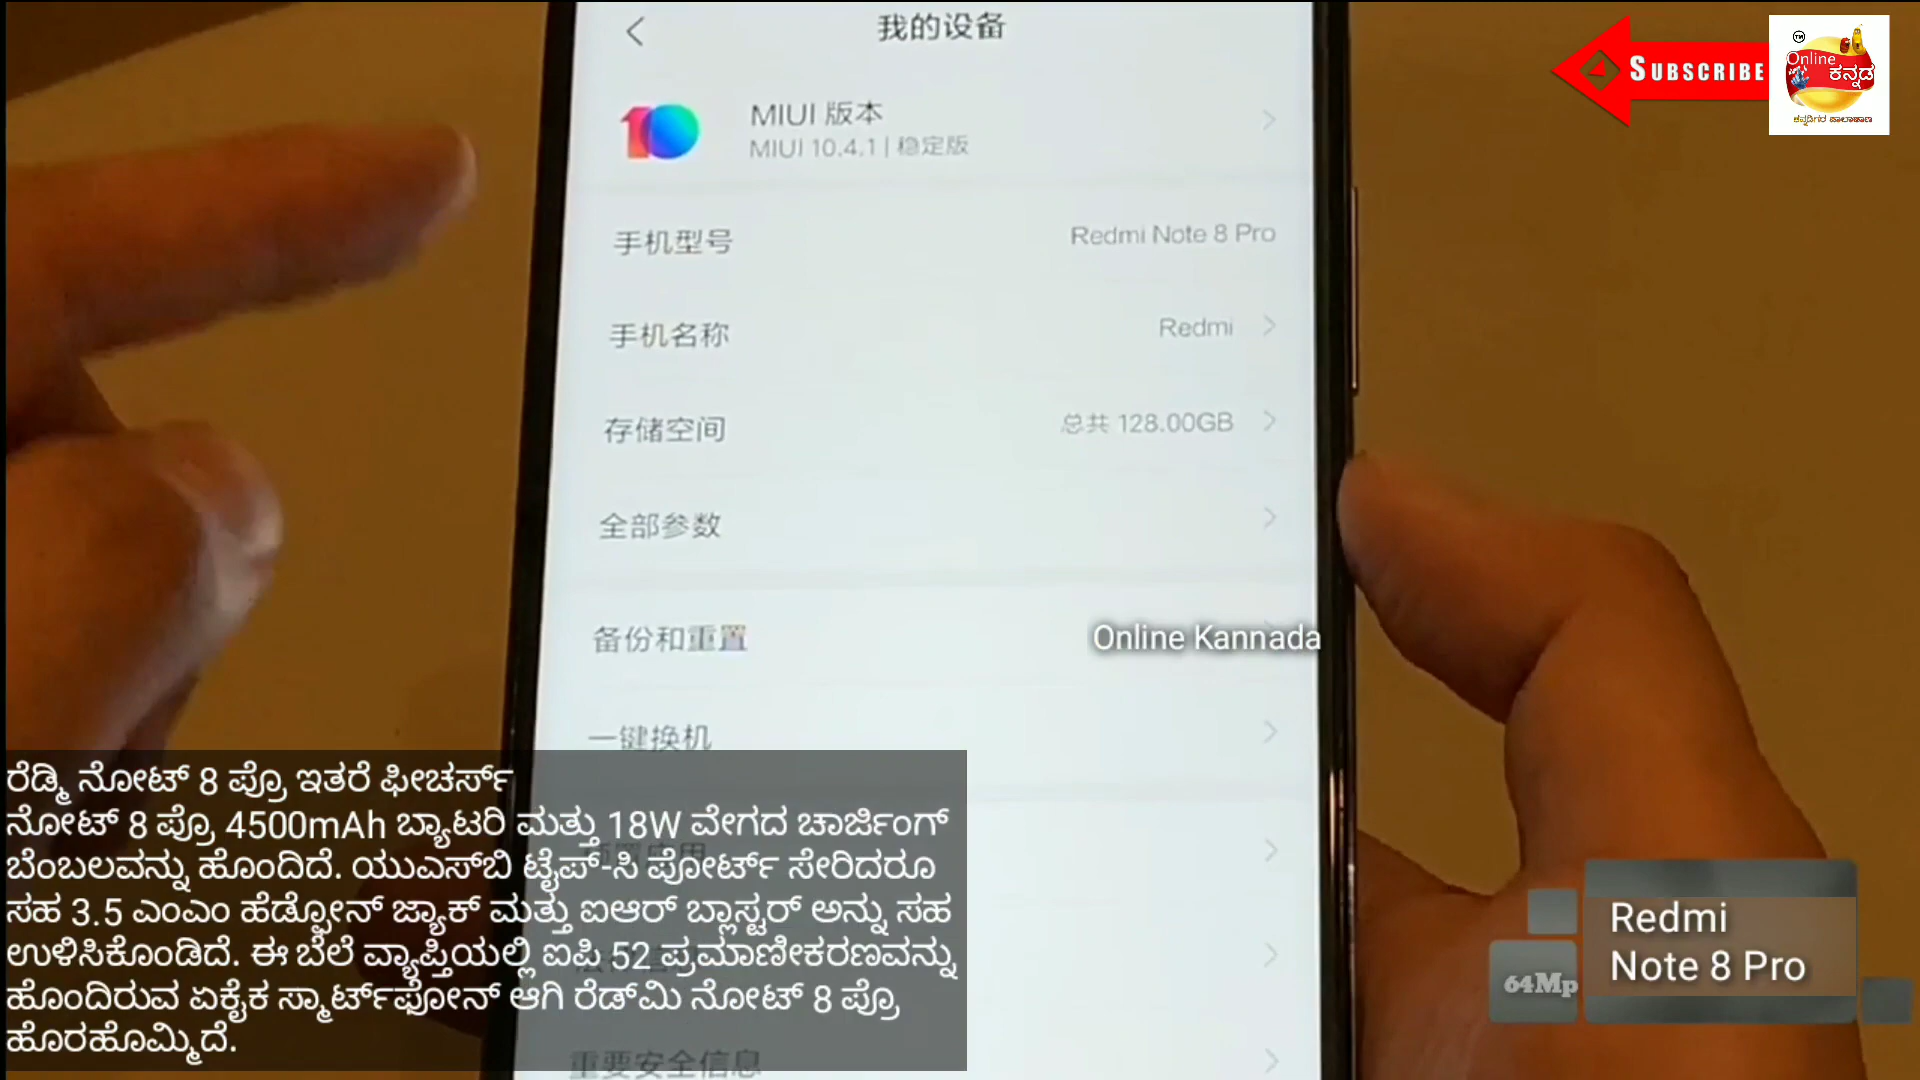 我的设备
SUBSCRIBE
Online
ಕನ್ನಡ
MIUI 版本
MIUI 10.4.1 | 稳定版
手机型号 Redmi Note 8 Pro
手机名称 Redmi
存储空间 总共 128.00GB
全部参数
备份和重置
Online Kannada
一键换机
ರೆಡ್ಮಿ ನೋಟ್ 8 ಪ್ರೊ ಇತರೆ ಫೀಚರ್ಸ್
ನೋಟ್ 8 ಪ್ರೊ 4500mAh ಬ್ಯಾಟರಿ ಮತ್ತು 18W ವೇಗದ ಚಾರ್ಜಿಂಗ್
ಬೆಂಬಲವನ್ನು ಹೊಂದಿದೆ. ಯುಎಸ್‌ಬಿ ಟೈಪ್-ಸಿ ಪೋರ್ಟ್ ಸೇರಿದರೂ
ಸಹ 3.5 ಎಂಎಂ ಹೆಡ್ಫೋನ್ ಜ್ಯಾಕ್ ಮತ್ತು ಐಆರ್ ಬ್ಲಾಸ್ಟರ್ ಅನ್ನು ಸಹ
ಉಳಿಸಿಕೊಂಡಿದೆ. ಈ ಬೆಲೆ ವ್ಯಾಪ್ತಿಯಲ್ಲಿ ಐಪಿ 52 ಪ್ರಮಾಣೀಕರಣವನ್ನು
ಹೊಂದಿರುವ ಏಕೈಕ ಸ್ಮಾರ್ಟ್‌ಫೋನ್ ಆಗಿ ರೆಡ್‌ಮಿ ನೋಟ್ 8 ಪ್ರೊ
ಹೊರಹೊಮ್ಮಿದೆ.
重要安全信息
Redmi
Note 8 Pro
64Mp